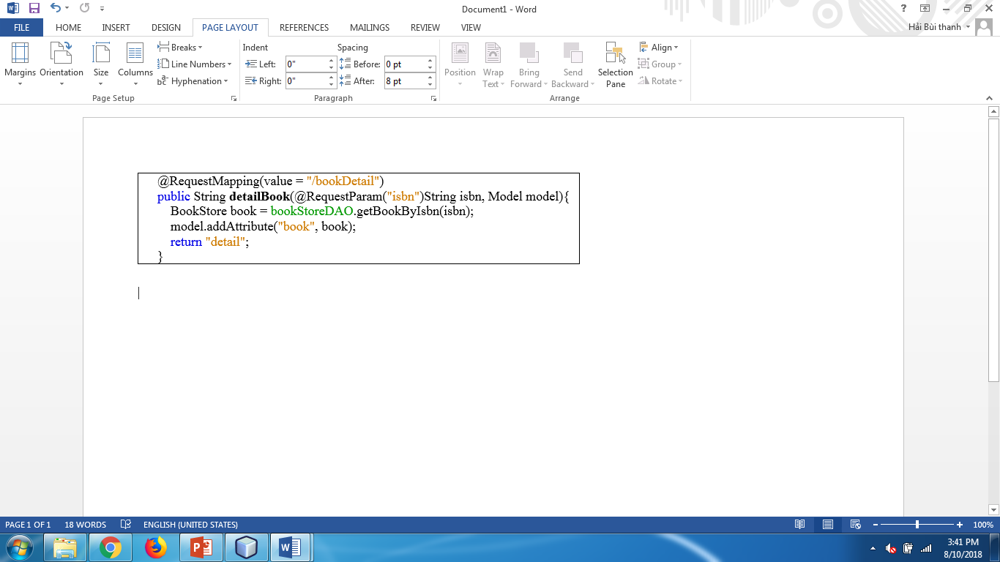 Document1 - Word
FILE HOME INSERT DESIGN PAGE LAYOUT REFERENCES MAILINGS REVIEW VIEW
Hải Bùi thanh
Margins
Orientation
Size
Columns
Breaks
Line Numbers
Hyphenation
Page Setup
Indent
Left: 0"
Right: 0"
Spacing
Before: 0 pt
After: 8 pt
Paragraph
Position
Wrap
Text
Bring
Forward
Send
Backward
Selection
Pane
Align
Group
Rotate
Arrange
@RequestMapping(value = "/bookDetail")
public String detailBook(@RequestParam("isbn")String isbn, Model model){
BookStore book = bookStoreDAO.getBookByIsbn(isbn);
model.addAttribute("book", book);
return "detail";
}
PAGE 1 OF 1 18 WORDS ENGLISH (UNITED STATES)
100%
3:41 PM
8/10/2018